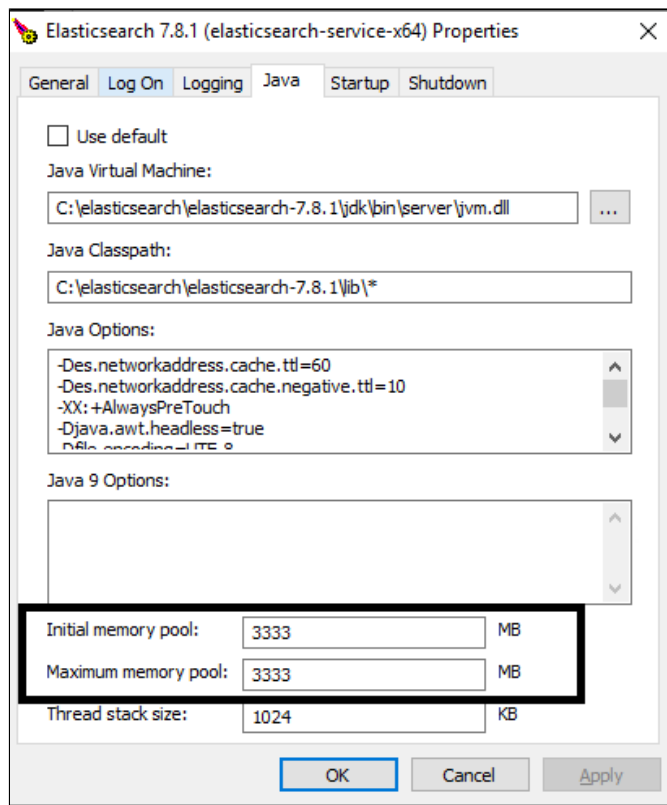 Elasticsearch 7.8.1 (elasticsearch-service-x64) Properties
General Log On Logging Java Startup Shutdown
Use default
Java Virtual Machine:
C:\elasticsearch\elasticsearch-7.8.1\jdk\bin\server\jvm.dll ...
Java Classpath:
C:\elasticsearch\elasticsearch-7.8.1\lib\*
Java Options:
-Des.networkaddress.cache.ttl=60
-Des.networkaddress.cache.negative.ttl=10
-XX:+AlwaysPreTouch
-Djava.awt.headless=true
-Dfile.encoding=UTF-8
Java 9 Options:
Initial memory pool: 3333 MB
Maximum memory pool: 3333 MB
Thread stack size: 1024 KB
OK Cancel Apply